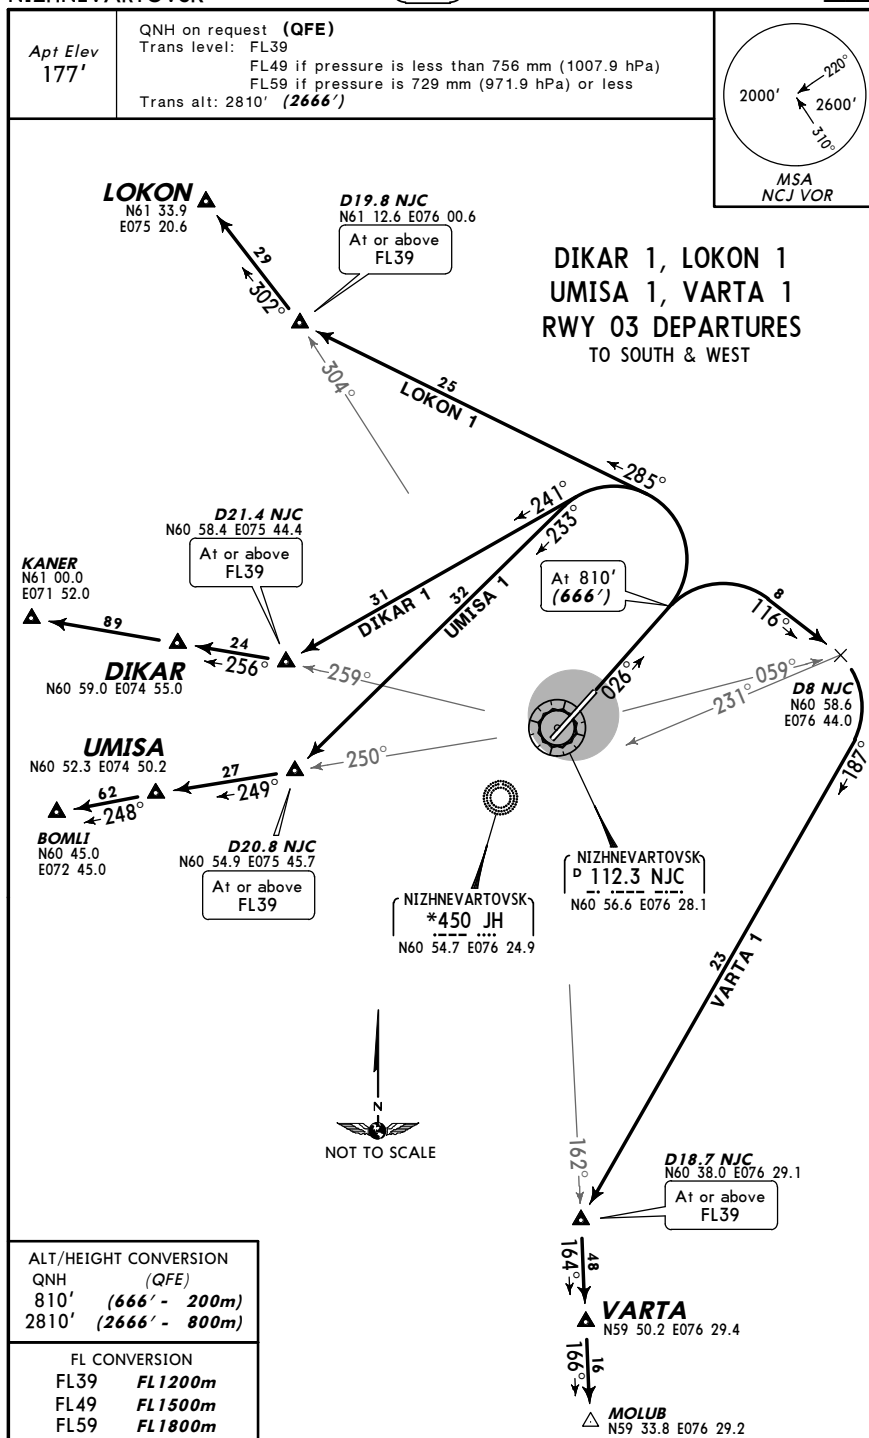 Apt Elev
177'
QNH on request (QFE)
Trans level: FL39
FL49 if pressure is less than 756 mm (1007.9 hPa)
FL59 if pressure is 729 mm (971.9 hPa) or less
Trans alt: 2810' (2666')
220°
2000'
2600'
310°
MSA
NCJ VOR
LOKON
N61 33.9
E075 20.6
D19.8 NJC
N61 12.6 E076 00.6
At or above
FL39
29
302°
DIKAR 1, LOKON 1
UMISA 1, VARTA 1
RWY 03 DEPARTURES
TO SOUTH & WEST
304°
25
LOKON 1
285°
241°
233°
D21.4 NJC
N60 58.4 E075 44.4
At or above
FL39
KANER
N61 00.0
E071 52.0
At 810'
(666')
31
DIKAR 1
32
UMISA 1
8
116°
89
24
256°
DIKAR
N60 59.0 E074 55.0
259°
026°
059°
231°
D8 NJC
N60 58.6
E076 44.0
UMISA
N60 52.3 E074 50.2
250°
187°
27
249°
62
248°
BOMLI
N60 45.0
E072 45.0
D20.8 NJC
N60 54.9 E075 45.7
At or above
FL39
NIZHNEVARTOVSK
D 112.3 NJC
N60 56.6 E076 28.1
NIZHNEVARTOVSK
*450 JH
N60 54.7 E076 24.9
23
VARTA 1
N
NOT TO SCALE
162°
D18.7 NJC
N60 38.0 E076 29.1
At or above
FL39
48
164°
VARTA
N59 50.2 E076 29.4
16
166°
MOLUB
N59 33.8 E076 29.2
ALT/HEIGHT CONVERSION
QNH (QFE)
810' (666' - 200m)
2810' (2666' - 800m)
FL CONVERSION
FL39 FL1200m
FL49 FL1500m
FL59 FL1800m